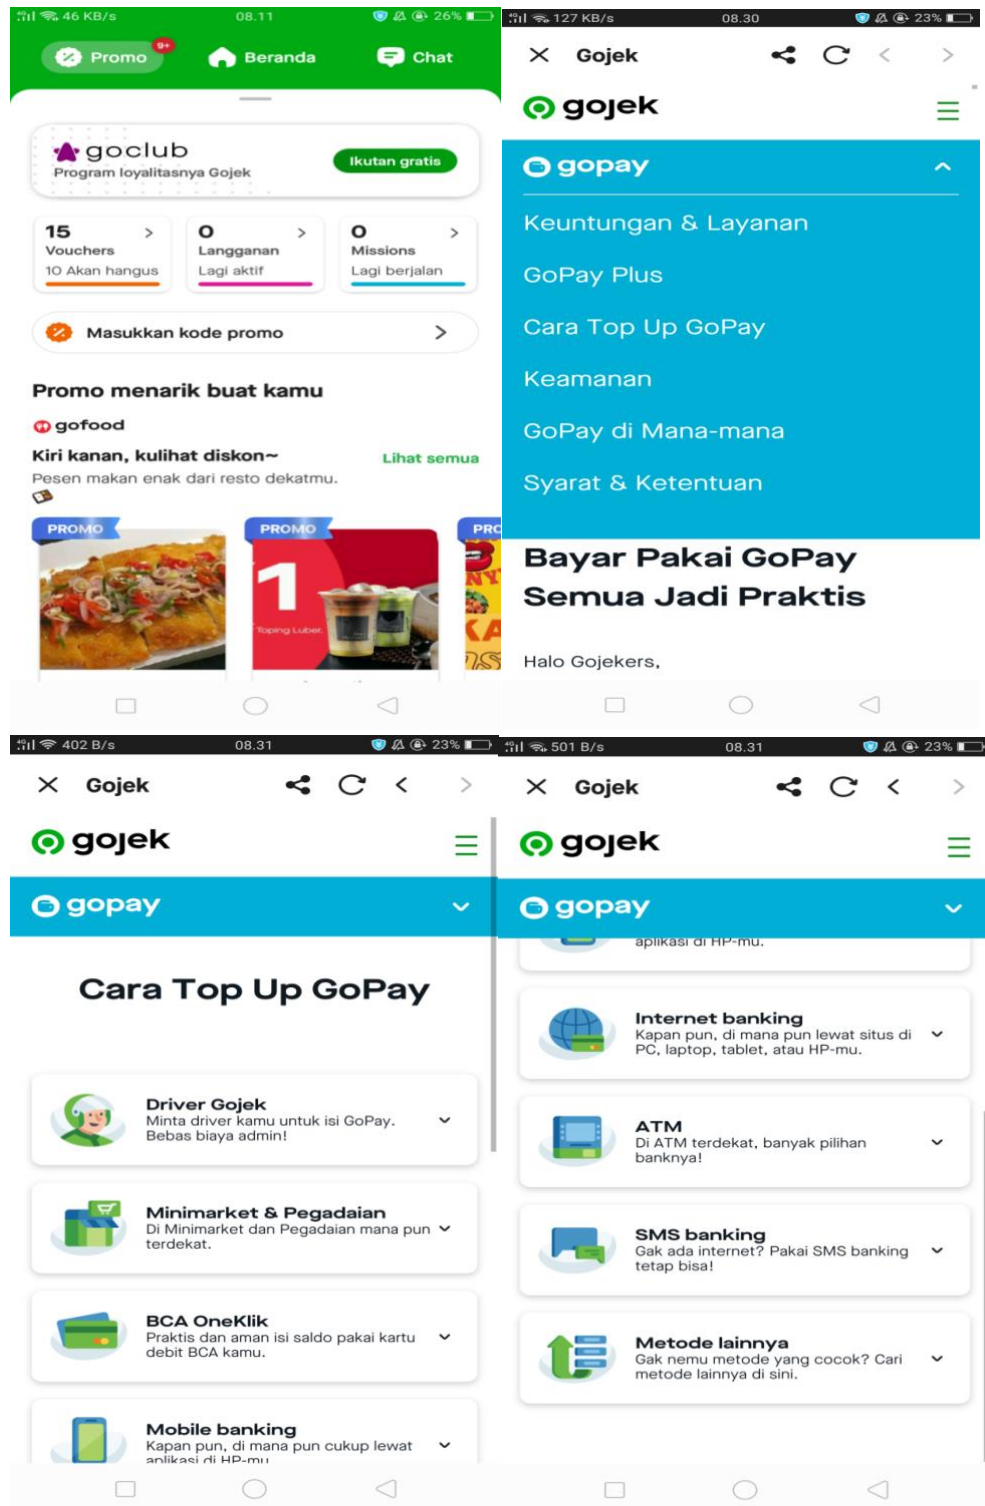 46 KB/s 08.11 26%
Promo 9+ Beranda Chat
goclub
Program loyalitasnya Gojek
Ikutan gratis
15 0 0
Vouchers Langganan Missions
10 Akan hangus Lagi aktif Lagi berjalan
Masukkan kode promo
Promo menarik buat kamu
gofood
Kiri kanan, kulihat diskon~ Lihat semua
Pesen makan enak dari resto dekatmu.
PROMO PROMO PRO
1
Toping Luber.
127 KB/s 08.30 23%
Gojek
gojek
gopay
Keuntungan & Layanan
GoPay Plus
Cara Top Up GoPay
Keamanan
GoPay di Mana-mana
Syarat & Ketentuan
Bayar Pakai GoPay
Semua Jadi Praktis
Halo Gojekers,
402 B/s 08.31 23%
Gojek
gojek
gopay
Cara Top Up GoPay
Driver Gojek
Minta driver kamu untuk isi GoPay.
Bebas biaya admin!
Minimarket & Pegadaian
Di Minimarket dan Pegadaian mana pun
terdekat.
BCA OneKlik
Praktis dan aman isi saldo pakai kartu
debit BCA kamu.
Mobile banking
Kapan pun, di mana pun cukup lewat
aplikasi di HP-mu
501 B/s 08.31 23%
Gojek
gojek
gopay
aplikasi di HP-mu.
Internet banking
Kapan pun, di mana pun lewat situs di
PC, laptop, tablet, atau HP-mu.
ATM
Di ATM terdekat, banyak pilihan
banknya!
SMS banking
Gak ada internet? Pakai SMS banking
tetap bisa!
Metode lainnya
Gak nemu metode yang cocok? Cari
metode lainnya di sini.